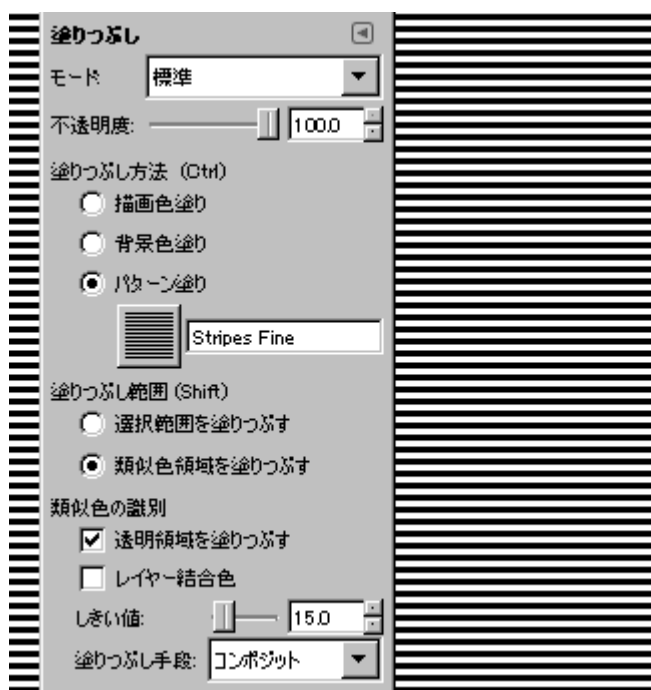 塗りつぶし
モード 標準
不透明度: 100.0
塗りつぶし方法 (Ctrl)
描画色塗り
背景色塗り
パターン塗り
Stripes Fine
塗りつぶし範囲 (Shift)
選択範囲を塗りつぶす
類似色領域を塗りつぶす
類似色の識別
透明領域を塗りつぶす
レイヤー結合色
しきい値: 15.0
塗りつぶし手段: コンポジット